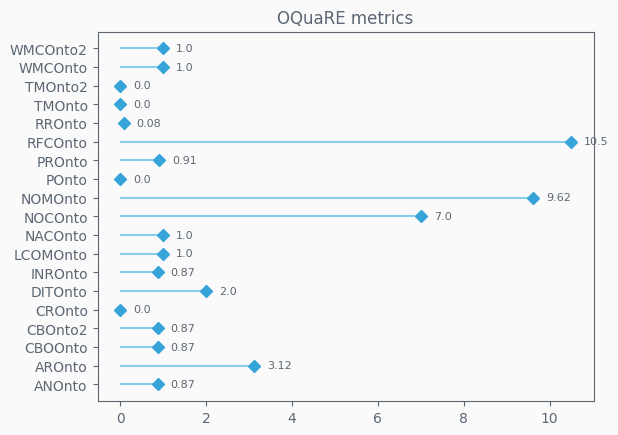 OQuaRE metrics
WMCOnto2 1.0
WMCOnto 1.0
TMOnto2 0.0
TMOnto 0.0
RROnto 0.08
RFCOnto 10.5
PROnto 0.91
POnto 0.0
NOMOnto 9.62
NOCOnto 7.0
NACOnto 1.0
LCOMOnto 1.0
INROnto 0.87
DITOnto 2.0
CROnto 0.0
CBOnto2 0.87
CBOOnto 0.87
AROnto 3.12
ANOnto 0.87
0 2 4 6 8 10